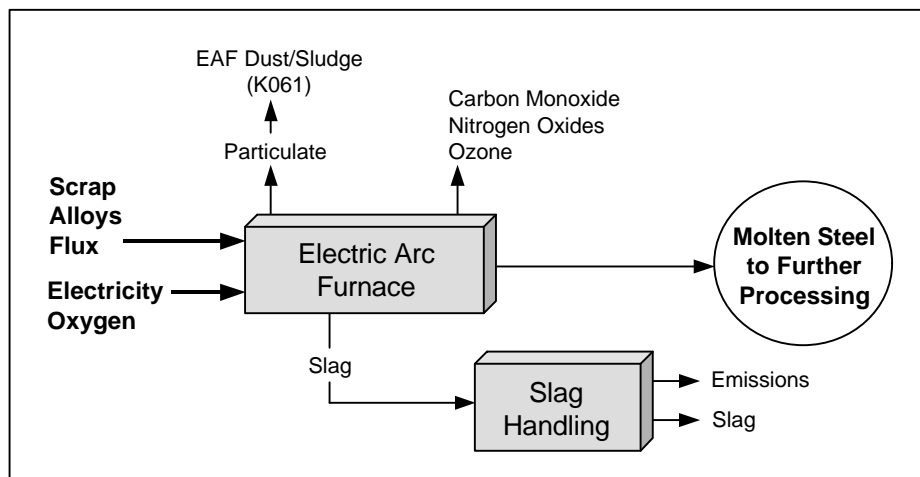 EAF Dust/Sludge
(K061)
Particulate
Carbon Monoxide
Nitrogen Oxides
Ozone
Scrap
Alloys
Flux
Electricity
Oxygen
Electric Arc
Furnace
Molten Steel
to Further
Processing
Slag
Slag
Handling
Emissions
Slag